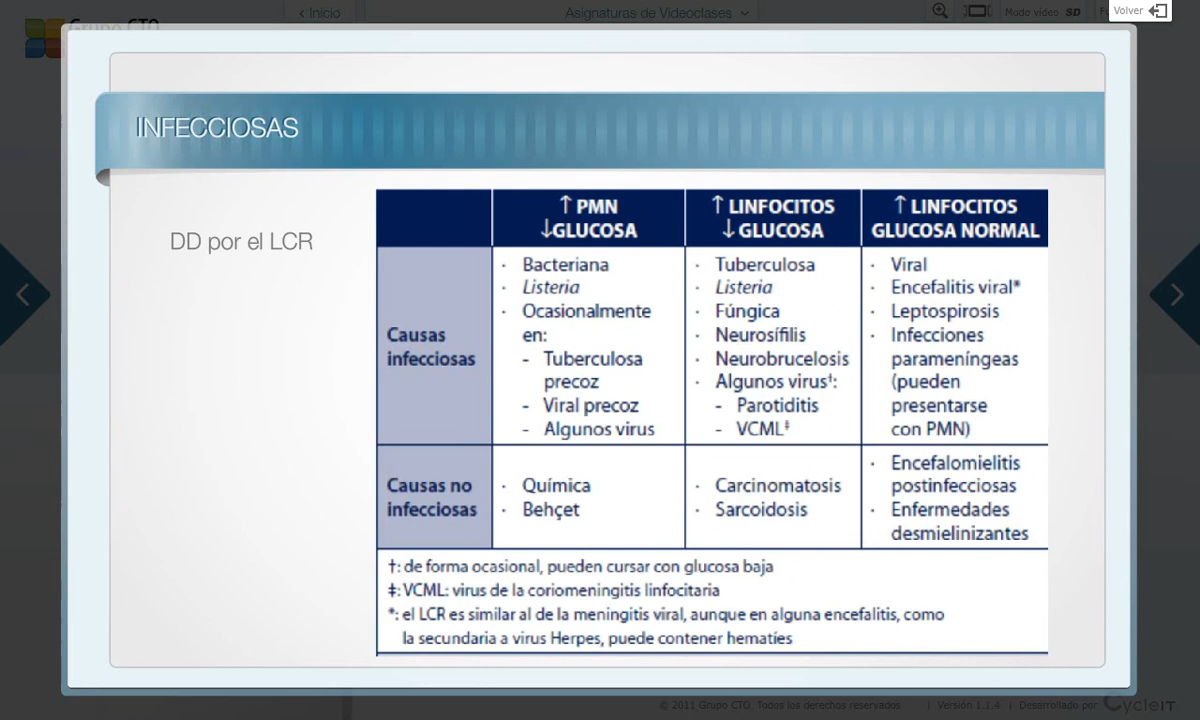 Inicio
Asignaturas de Videoclases
Modo vídeo SD
Volver
Grupo CTO
INFECCIOSAS
DD por el LCR
↑ PMN
↓GLUCOSA
↑ LINFOCITOS
↓ GLUCOSA
↑ LINFOCITOS
GLUCOSA NORMAL
Causas
infecciosas
· Bacteriana
· Listeria
· Ocasionalmente
en:
- Tuberculosa
precoz
- Viral precoz
- Algunos virus
· Tuberculosa
· Listeria
· Fúngica
· Neurosífilis
· Neurobrucelosis
· Algunos virus†:
- Parotiditis
- VCML‡
· Viral
· Encefalitis viral*
· Leptospirosis
· Infecciones
parameníngeas
(pueden
presentarse
con PMN)
Causas no
infecciosas
· Química
· Behçet
· Carcinomatosis
· Sarcoidosis
· Encefalomielitis
postinfecciosas
· Enfermedades
desmielinizantes
†: de forma ocasional, pueden cursar con glucosa baja
‡: VCML: virus de la coriomeningitis linfocitaria
*: el LCR es similar al de la meningitis viral, aunque en alguna encefalitis, como
la secundaria a virus Herpes, puede contener hematíes
© 2011 Grupo CTO. Todos los derechos reservados | Versión 1.1.4 | Desarrollado por CycleIT